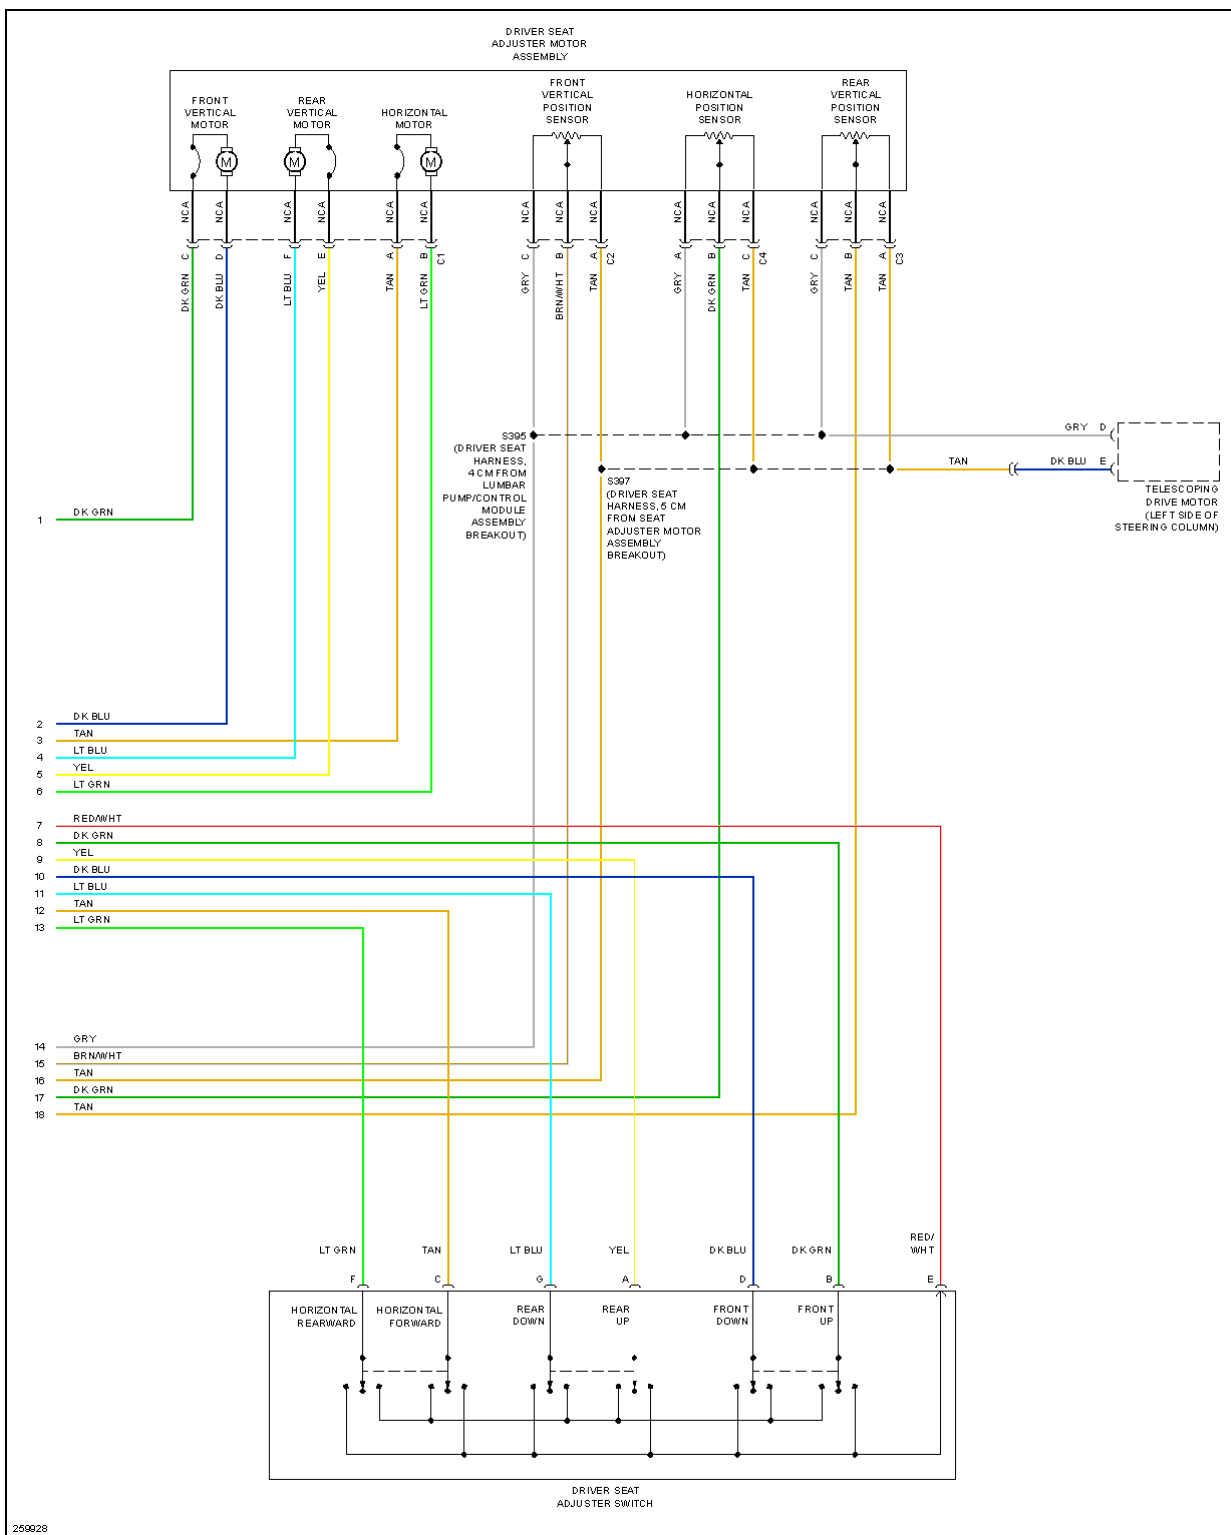 DRIVER SEAT
ADJUSTER MOTOR
ASSEMBLY
FRONT
VERTICAL
MOTOR
REAR
VERTICAL
MOTOR
HORIZONTAL
MOTOR
FRONT
VERTICAL
POSITION
SENSOR
HORIZONTAL
POSITION
SENSOR
REAR
VERTICAL
POSITION
SENSOR
M M M
NCA NCA NCA NCA NCA NCA NCA NCA NCA NCA NCA NCA NCA NCA NCA
C D F E A B C1 C B A C2 A B C C4 C B A C3
DK GRN DK BLU LT BLU YEL TAN LT GRN GRY BRN/WHT TAN GRY DK GRN TAN GRY TAN TAN
S395
(DRIVER SEAT
HARNESS,
4 CM FROM
LUMBAR
PUMP/CONTROL
MODULE
ASSEMBLY
BREAKOUT)
S397
(DRIVER SEAT
HARNESS, 5 CM
FROM SEAT
ADJUSTER MOTOR
ASSEMBLY
BREAKOUT)
GRY D
TAN DK BLU E
TELESCOPING
DRIVE MOTOR
(LEFT SIDE OF
STEERING COLUMN)
1 DK GRN
2 DK BLU
3 TAN
4 LT BLU
5 YEL
6 LT GRN
7 RED/WHT
8 DK GRN
9 YEL
10 DK BLU
11 LT BLU
12 TAN
13 LT GRN
14 GRY
15 BRN/WHT
16 TAN
17 DK GRN
18 TAN
LT GRN TAN LT BLU YEL DK BLU DK GRN RED/
WHT
F C G A D B E
HORIZONTAL
REARWARD
HORIZONTAL
FORWARD
REAR
DOWN
REAR
UP
FRONT
DOWN
FRONT
UP
DRIVER SEAT
ADJUSTER SWITCH
259928